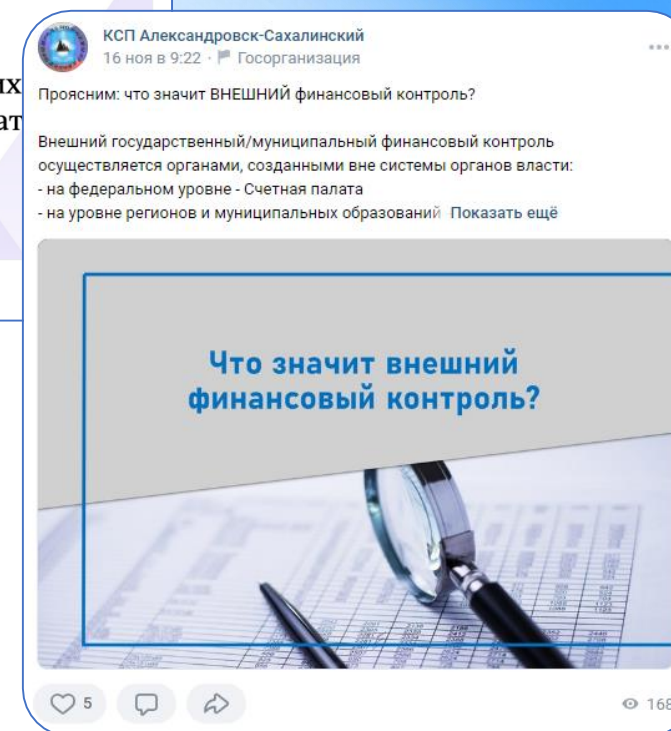 КСП Александровск-Сахалинский
16 ноя в 9:22 · Госорганизация
Проясним: что значит ВНЕШНИЙ финансовый контроль?
Внешний государственный/муниципальный финансовый контроль
осуществляется органами, созданными вне системы органов власти:
- на федеральном уровне - Счетная палата
- на уровне регионов и муниципальных образований Показать ещё
Что значит внешний
финансовый контроль?
5
168